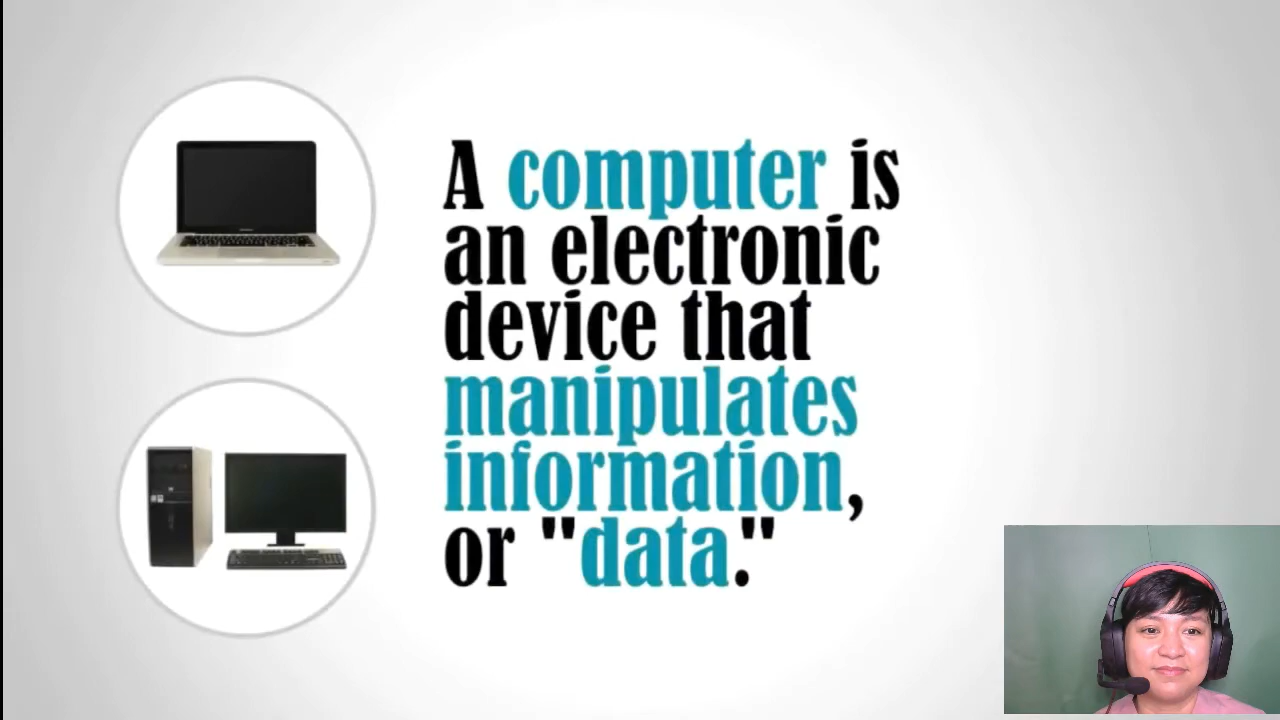 A computer is
an electronic
device that
manipulates
information,
or "data."